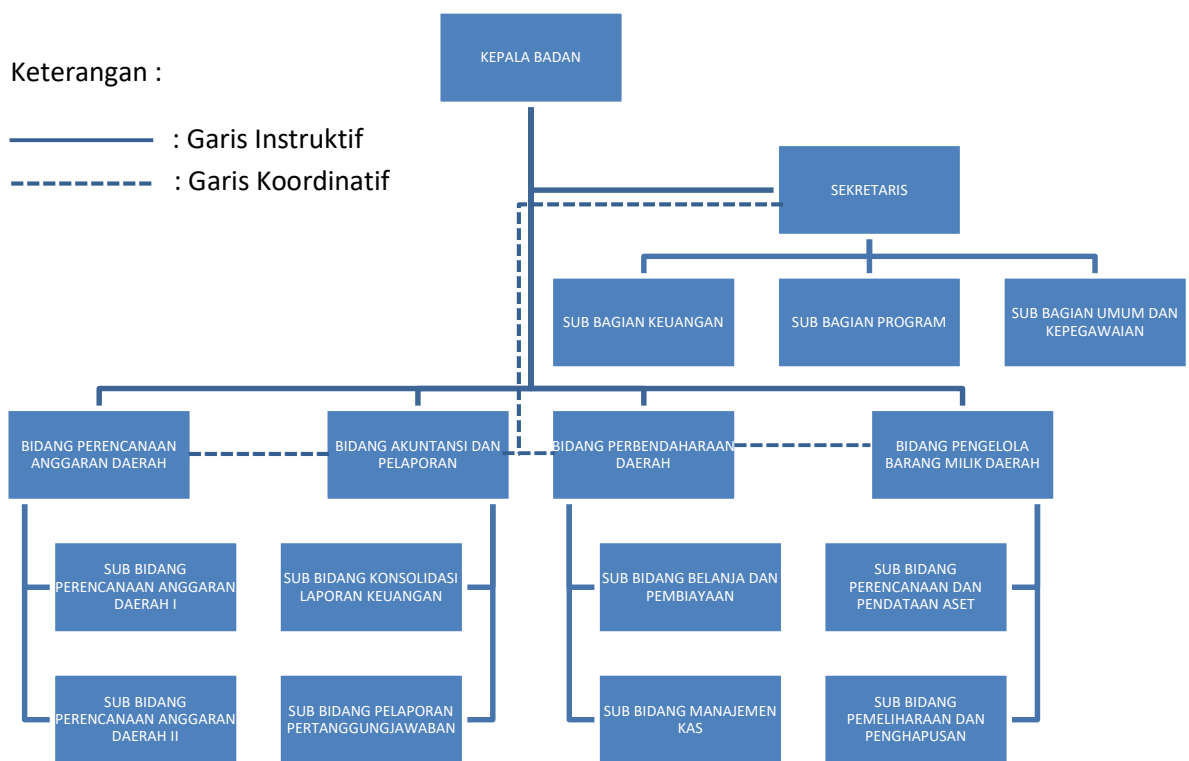 KEPALA BADAN
Keterangan :
: Garis Instruktif
: Garis Koordinatif
SEKRETARIS
SUB BAGIAN KEUANGAN
SUB BAGIAN PROGRAM
SUB BAGIAN UMUM DAN
KEPEGAWAIAN
BIDANG PERENCANAAN
ANGGARAN DAERAH
BIDANG AKUNTANSI DAN
PELAPORAN
BIDANG PERBENDAHARAAN
DAERAH
BIDANG PENGELOLA
BARANG MILIK DAERAH
SUB BIDANG
PERENCANAAN ANGGARAN
DAERAH I
SUB BIDANG KONSOLIDASI
LAPORAN KEUANGAN
SUB BIDANG BELANJA DAN
PEMBIAYAAN
SUB BIDANG
PERENCANAAN DAN
PENDATAAN ASET
SUB BIDANG
PERENCANAAN ANGGARAN
DAERAH II
SUB BIDANG PELAPORAN
PERTANGGUNGJAWABAN
SUB BIDANG MANAJEMEN
KAS
SUB BIDANG
PEMELIHARAAN DAN
PENGHAPUSAN